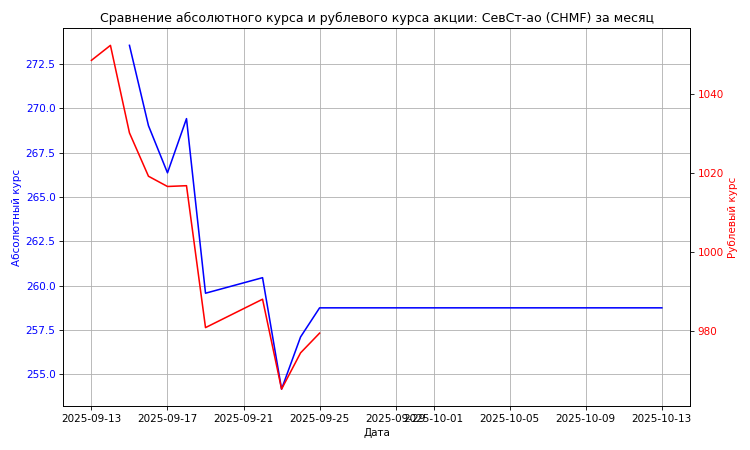 Сравнение абсолютного курса и рублевого курса акции: СевСт-ао (CHMF) за месяц
Абсолютный курс
272.5
270.0
267.5
265.0
262.5
260.0
257.5
255.0
1040
1020
1000
980
Рублевый курс
2025-09-13 2025-09-17 2025-09-21 2025-09-25 2025-09-29 2025-10-01 2025-10-05 2025-10-09 2025-10-13
Дата